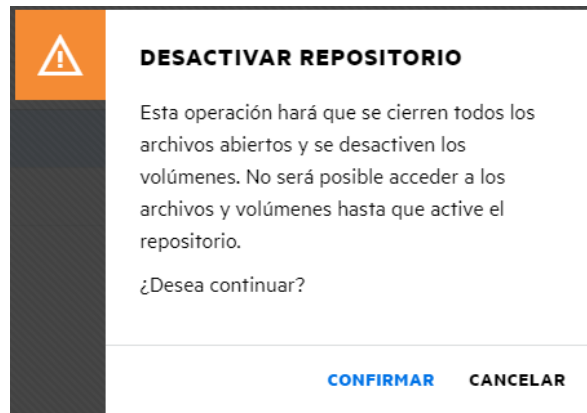 DESACTIVAR REPOSITORIO
Esta operación hará que se cierren todos los
archivos abiertos y se desactiven los
volúmenes. No será posible acceder a los
archivos y volúmenes hasta que active el
repositorio.
¿Desea continuar?
CONFIRMAR CANCELAR